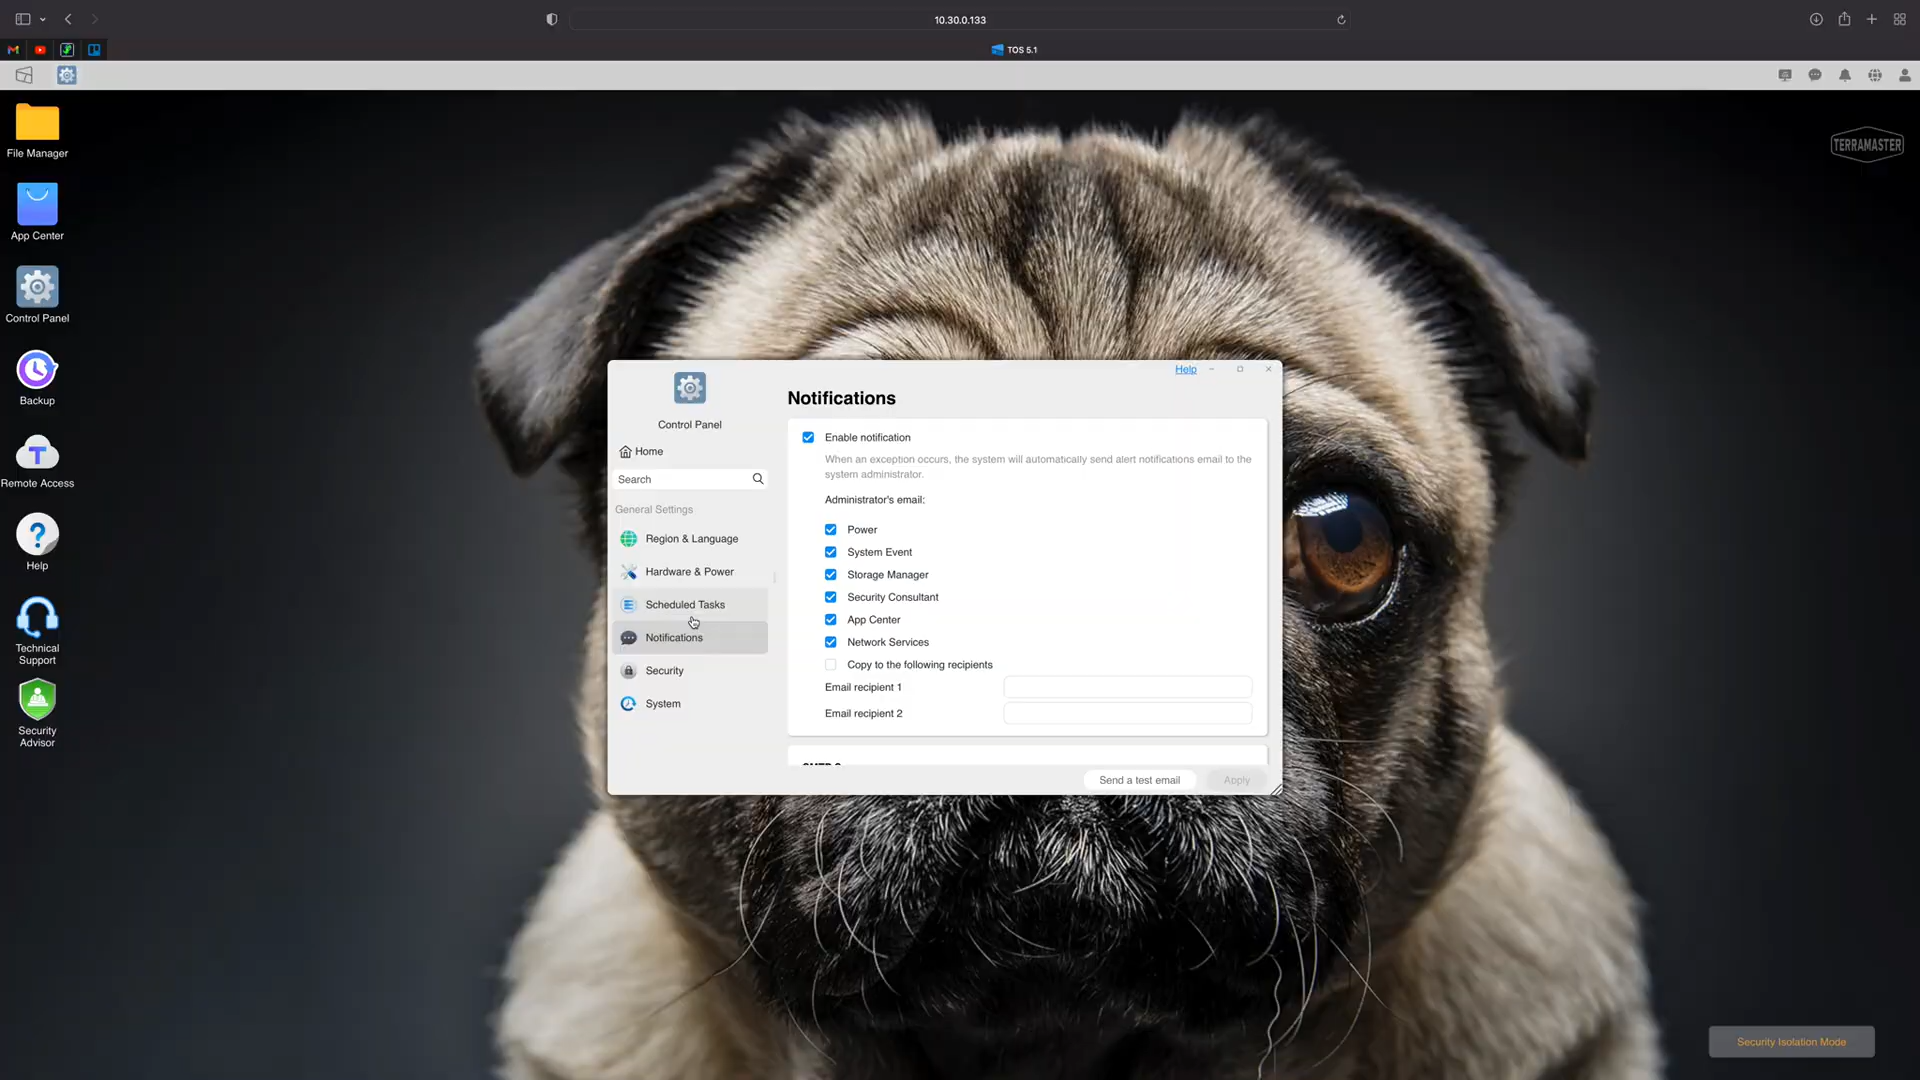 10.30.0.133
TOS 5.1
File Manager
App Center
Control Panel
Backup
T
Remote Access
?
Help
Technical
Support
Security
Advisor
TERRAMASTER
Help
Control Panel
Home
Search
General Settings
Region & Language
Hardware & Power
Scheduled Tasks
Notifications
Security
System
Notifications
Enable notification
When an exception occurs, the system will automatically send alert notifications email to the
system administrator.
Administrator's email:
Power
System Event
Storage Manager
Security Consultant
App Center
Network Services
Copy to the following recipients
Email recipient 1
Email recipient 2
Send a test email
Apply
Security Isolation Mode